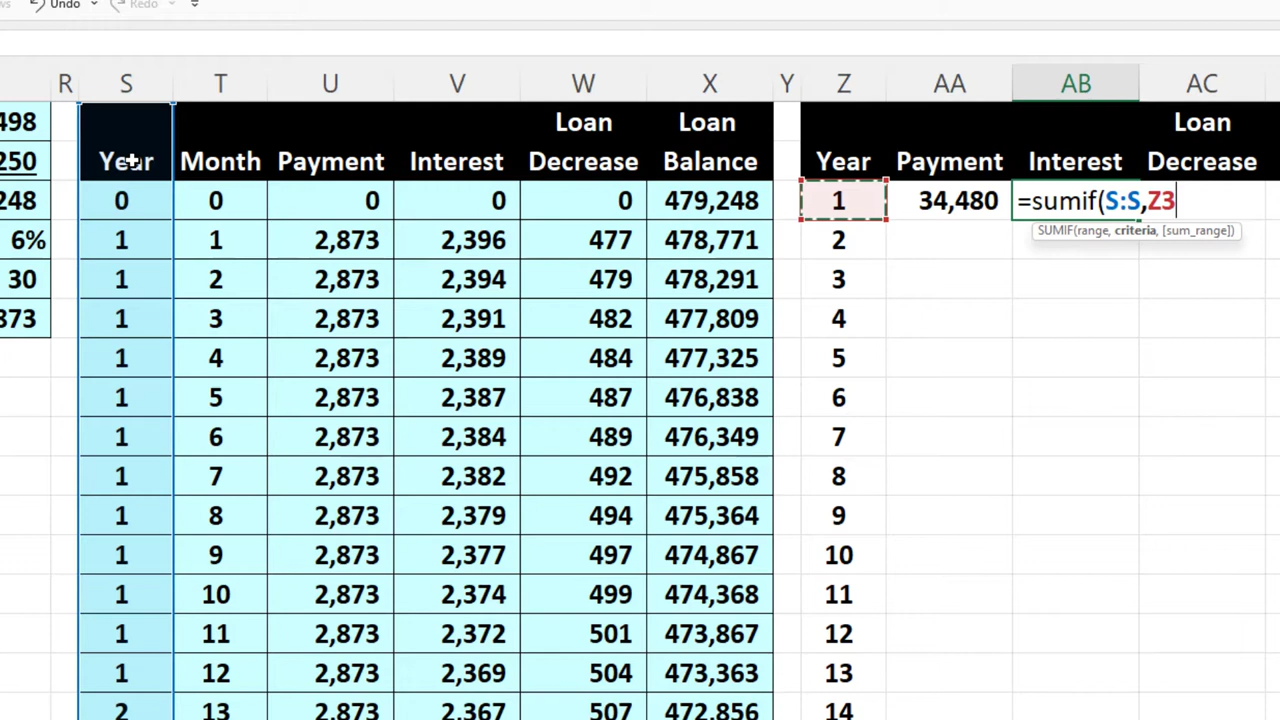 Undo Redo
R S T U V W X Y Z AA AB AC
498 Loan Loan Loan
250 Year Month Payment Interest Decrease Balance Year Payment Interest Decrease
248 0 0 0 0 0 479,248 1 34,480 =sumif(S:S,Z3
SUMIF(range, criteria, [sum_range])
6% 1 1 2,873 2,396 477 478,771 2
30 1 2 2,873 2,394 479 478,291 3
873 1 3 2,873 2,391 482 477,809 4
1 4 2,873 2,389 484 477,325 5
1 5 2,873 2,387 487 476,838 6
1 6 2,873 2,384 489 476,349 7
1 7 2,873 2,382 492 475,858 8
1 8 2,873 2,379 494 475,364 9
1 9 2,873 2,377 497 474,867 10
1 10 2,873 2,374 499 474,368 11
1 11 2,873 2,372 501 473,867 12
1 12 2,873 2,369 504 473,363 13
2 13 2,873 2,367 507 472,856 14